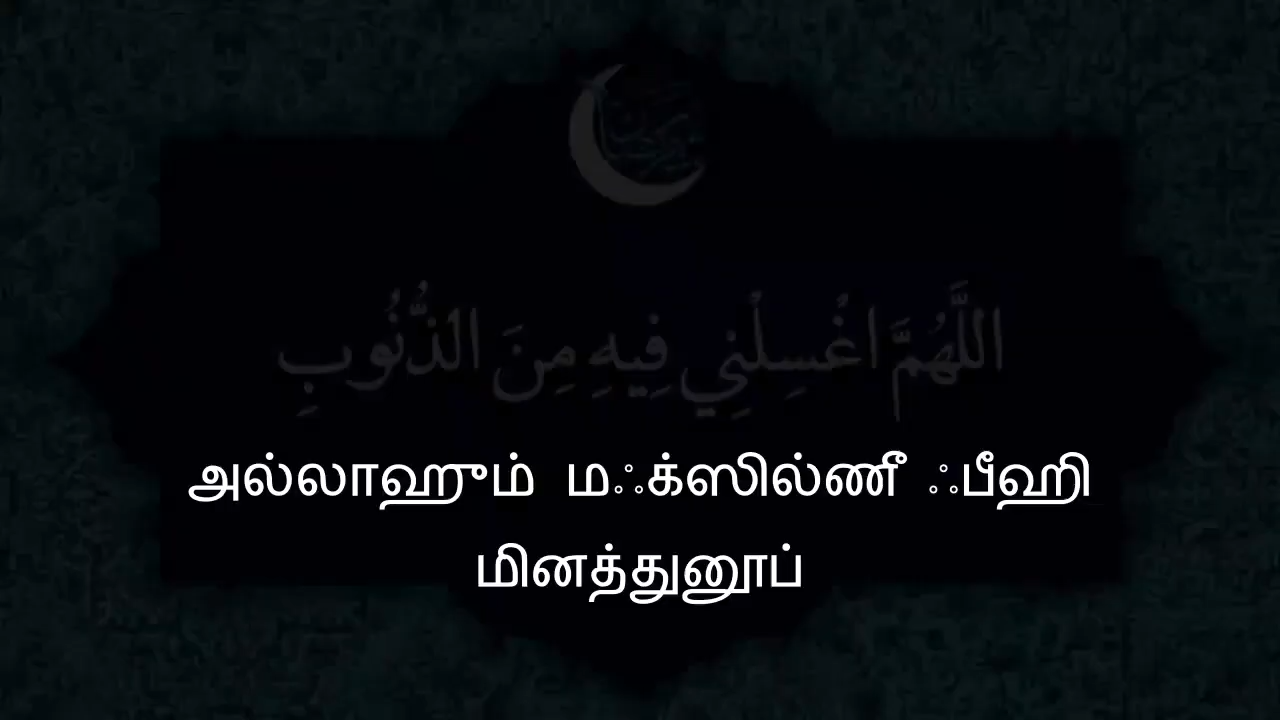 اللَّهُمَّ اغْسِلْنِي فِيهِ مِنَ الذُّنُوبِ
அல்லாஹும் மஃக்ஸில்ணீ ஃபீஹி
மினத்துனூப்